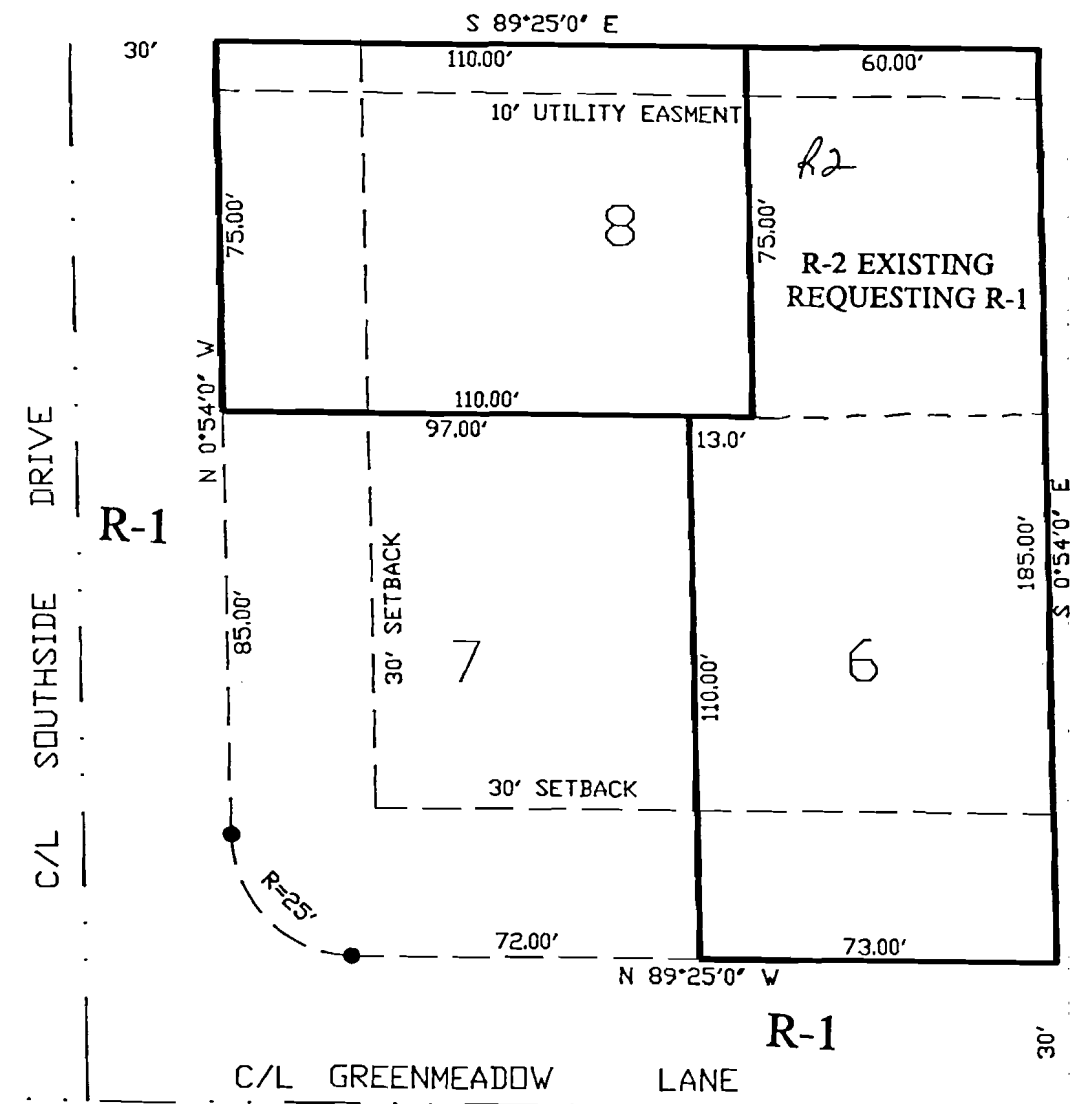 S 89°25'0" E
30'
110.00'
60.00'
10' UTILITY EASMENT
R2
8
75.00'
75.00'
R-2 EXISTING
REQUESTING R-1
N 0°54'0" W
110.00'
97.00'
13.0'
C/L SOUTHSIDE DRIVE
R-1
30' SETBACK
185.00'
S 0°54'0" E
85.00'
7
6
110.00'
30' SETBACK
R=25'
72.00'
73.00'
N 89°25'0" W
R-1
30'
C/L GREENMEADOW LANE